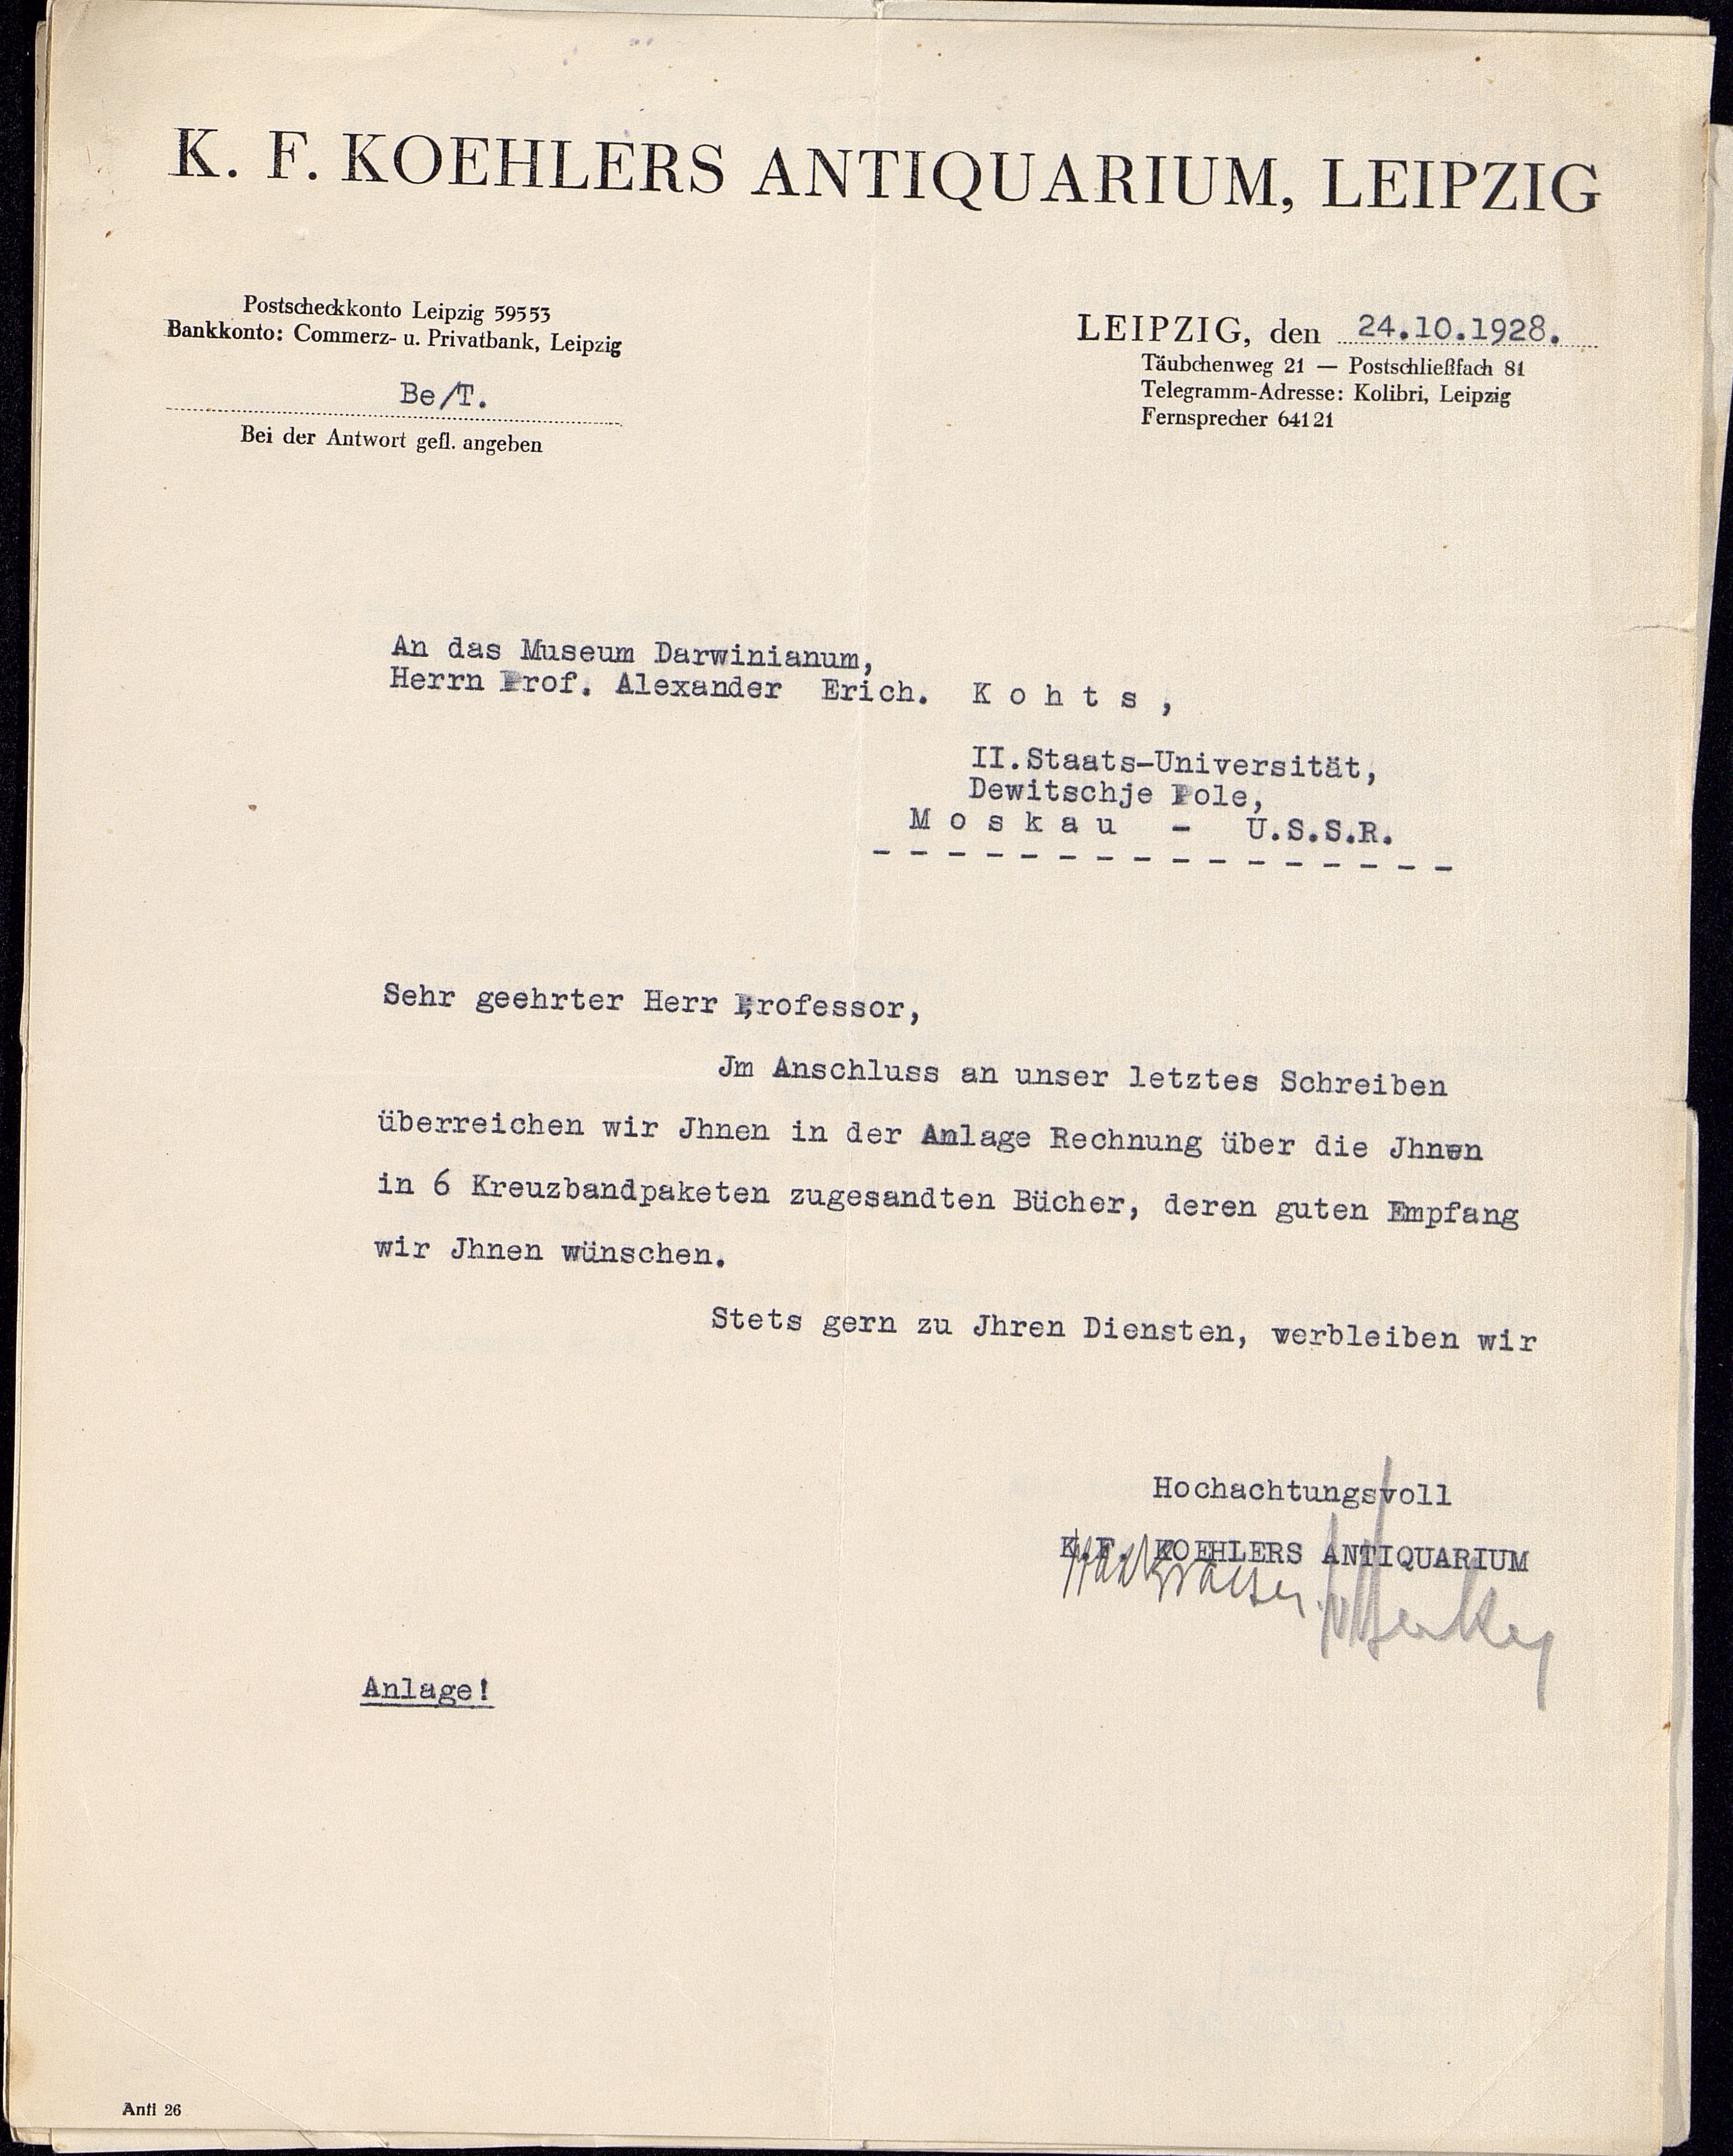 K. F. KOEHLERS ANTIQUARIUM, LEIPZIG
Postscheckkonto Leipzig 59553
Bankkonto: Commerz- u. Privatbank, Leipzig
Be/T.
Bei der Antwort gefl. angeben
LEIPZIG, den 24.10.1928.
Täubchenweg 21 — Postschließfach 81
Telegramm-Adresse: Kolibri, Leipzig
Fernsprecher 64121
An das Museum Darwinianum,
Herrn Prof. Alexander Erich. K o h t s ,
II.Staats-Universität,
Dewitschje Pole,
M o s k a u - U.S.S.R.
Sehr geehrter Herr Professor,
Jm Anschluss an unser letztes Schreiben
überreichen wir Jhnen in der Anlage Rechnung über die Jhnen
in 6 Kreuzbandpaketen zugesandten Bücher, deren guten Empfang
wir Jhnen wünschen.
Stets gern zu Jhren Diensten, verbleiben wir
Hochachtungsvoll
K.F. KOEHLERS ANTIQUARIUM
Anlage!
Anti 26